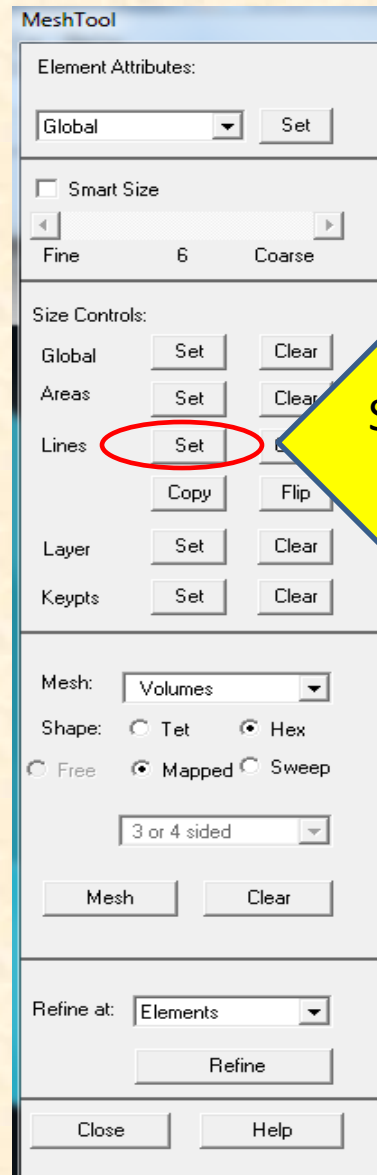 MeshTool
Element Attributes:
Global Set
Smart Size
Fine 6 Coarse
Size Controls:
Global Set Clear
Areas Set Clear
Lines Set
Copy Flip
Layer Set Clear
Keypts Set Clear
Mesh: Volumes
Shape: Tet Hex
Free Mapped Sweep
3 or 4 sided
Mesh Clear
Refine at: Elements
Refine
Close Help